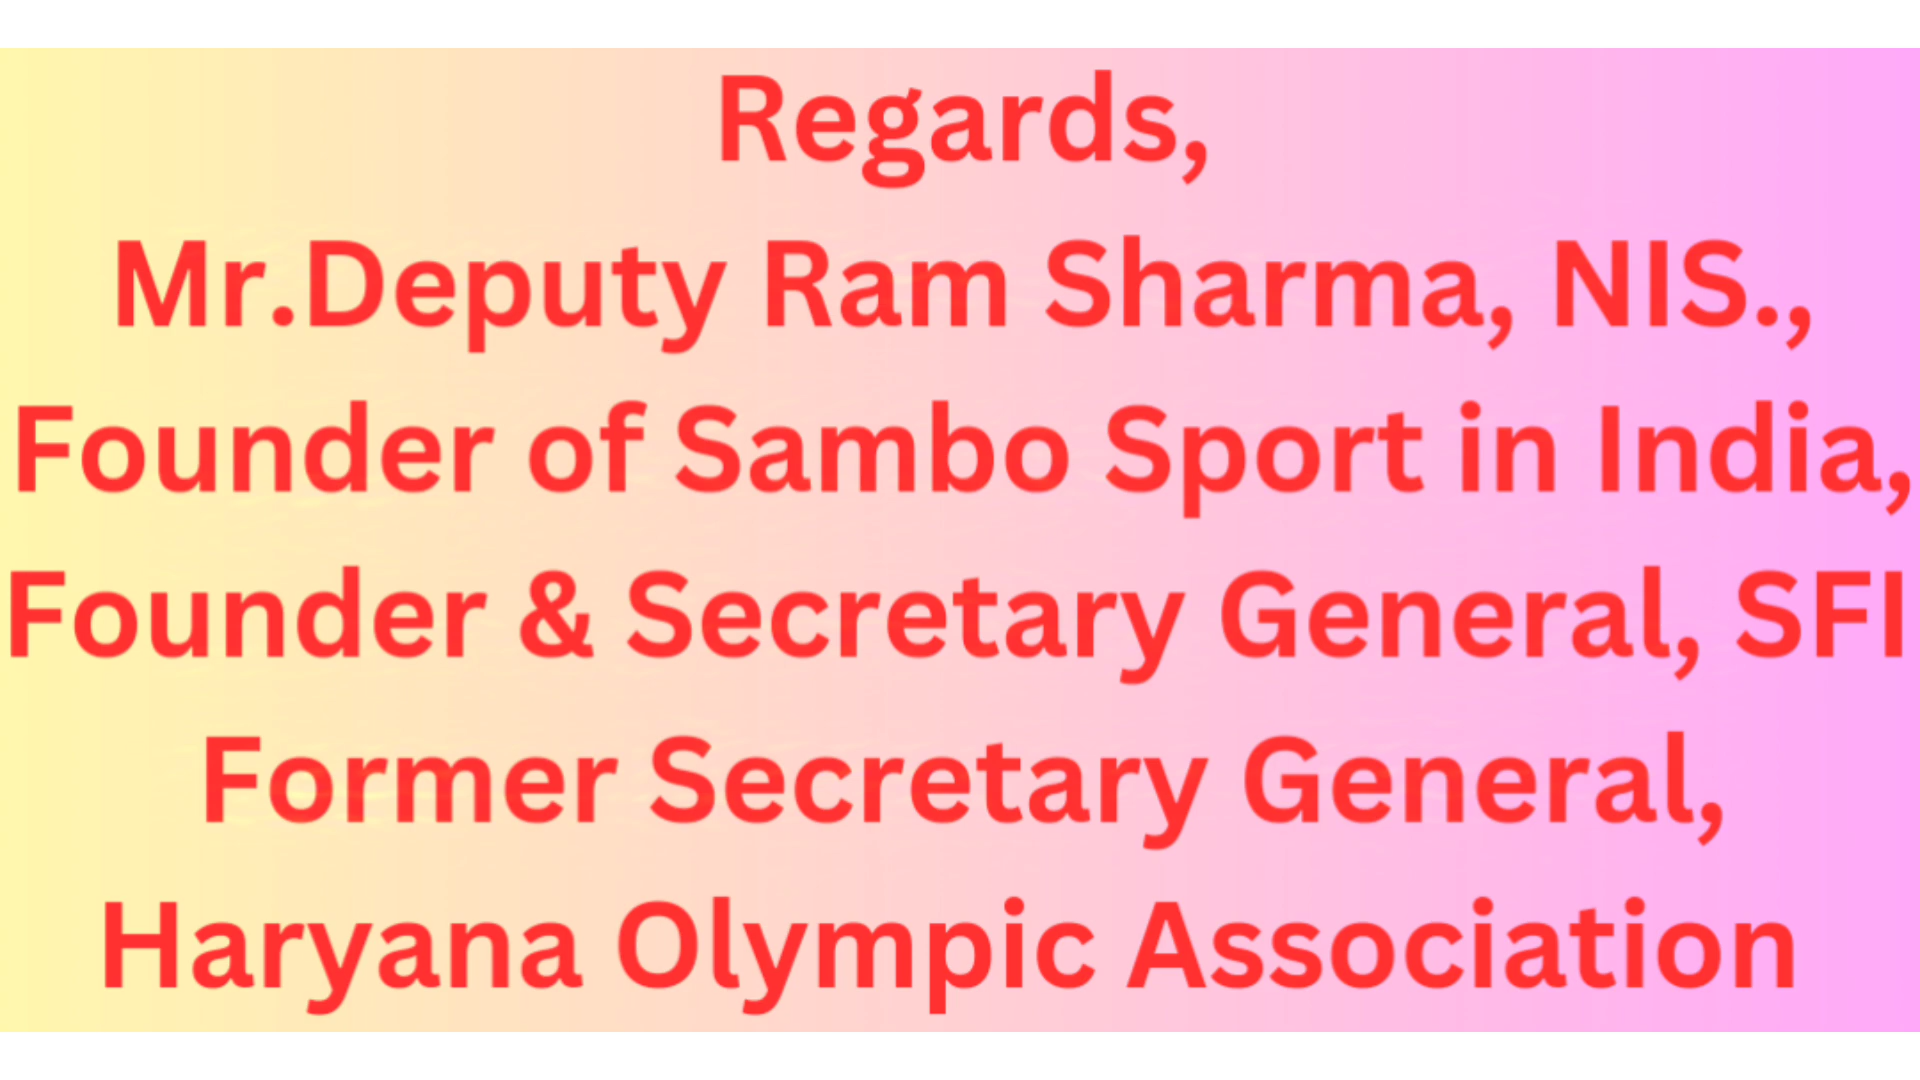 Regards,
Mr.Deputy Ram Sharma, NIS.,
Founder of Sambo Sport in India,
Founder & Secretary General, SFI
Former Secretary General,
Haryana Olympic Association